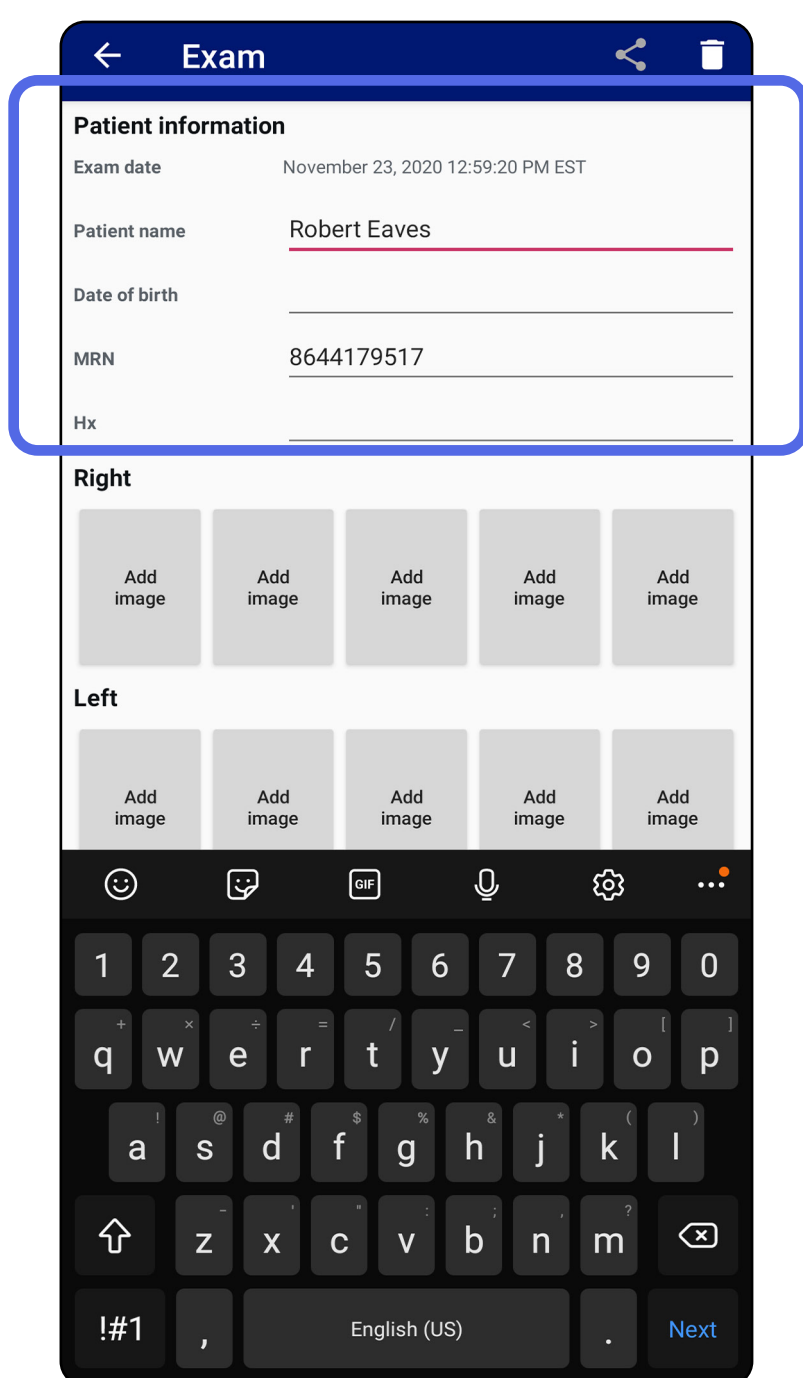 Exam
Patient information
Exam date November 23, 2020 12:59:20 PM EST
Patient name Robert Eaves
Date of birth
MRN 8644179517
Hx
Right
Add image Add image Add image Add image Add image
Left
Add image Add image Add image Add image Add image
GIF
1 2 3 4 5 6 7 8 9 0
+ × ÷ = / _ < > [ ]
q w e r t y u i o p
! @ # $ % & * ( )
a s d f g h j k l
- ' " : ; , ?
z x c v b n m
!#1 , English (US) . Next